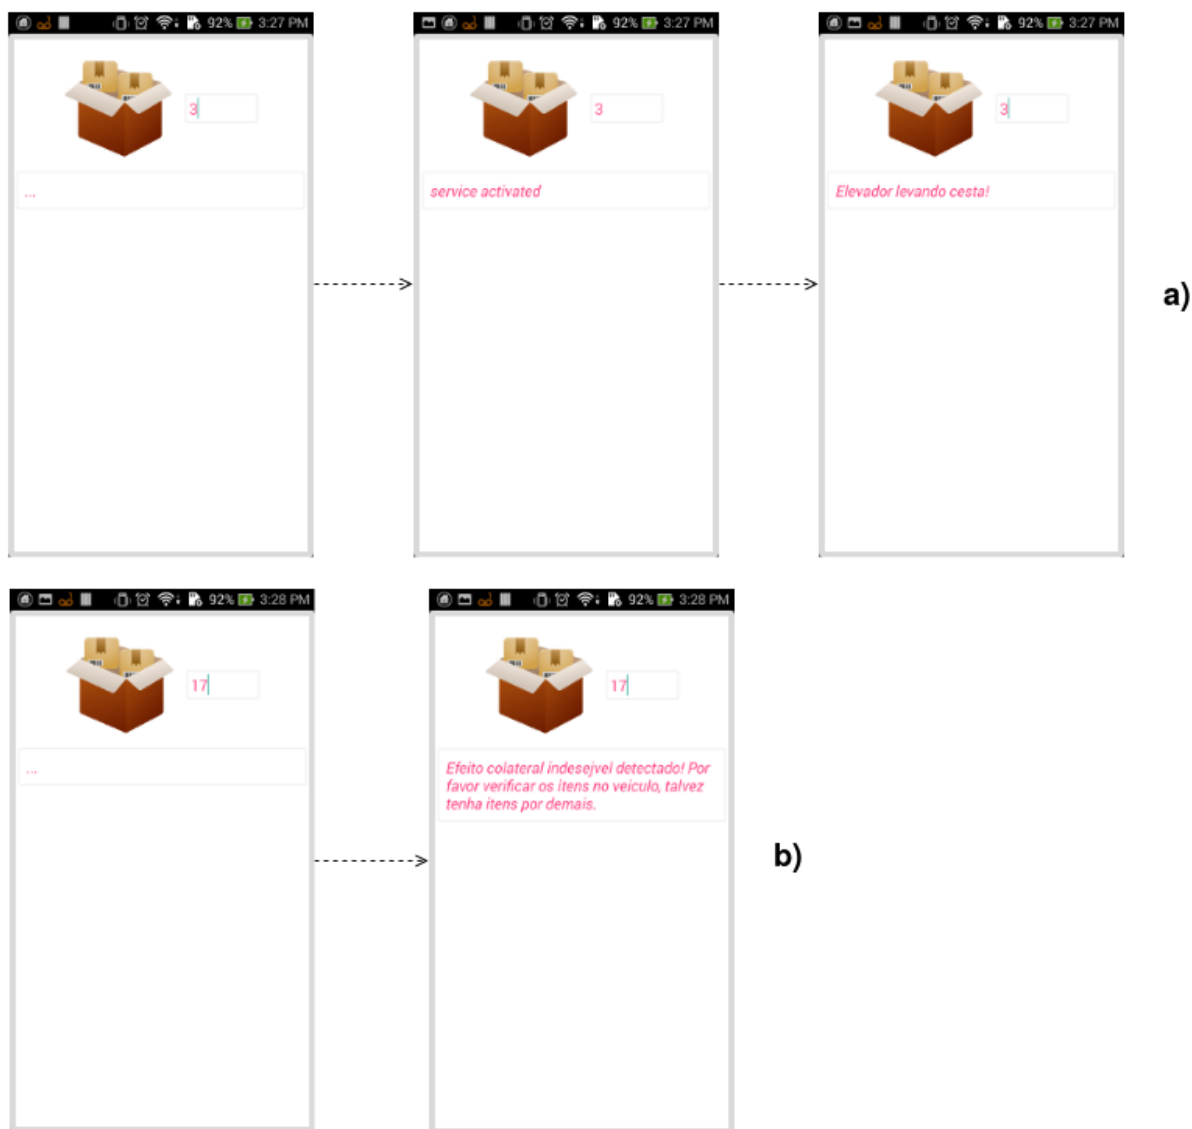 92% 3:27 PM
92% 3:27 PM
92% 3:27 PM
3
3
3
...
service activated
Elevador levando cesta!
a)
92% 3:28 PM
92% 3:28 PM
17
17
...
Efeito colateral indesejvel detectado! Por
favor verificar os itens no veiculo, talvez
tenha itens por demais.
b)